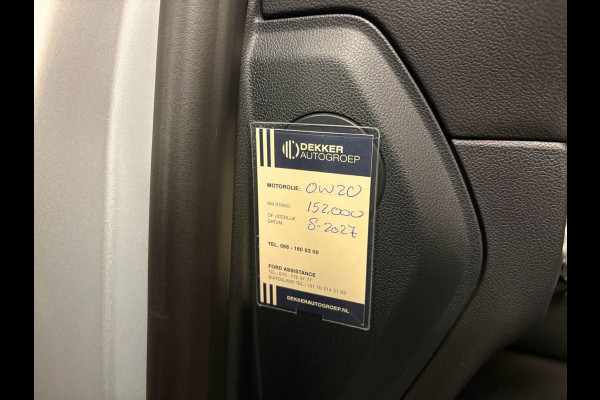 DEKKER
AUTOGROEP
MOTOROLIE: 0W20
KM STAND: 152.000
OF UITERLIJK
DATUM: 8-2027
TEL. 088 - 180 03 00
FORD ASSISTANCE
DEKKERAUTOGROEP.NL